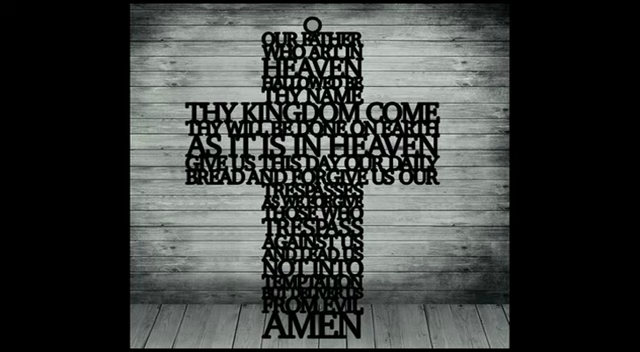 OUR FATHER
WHO ART IN
HEAVEN
HALLOWED BE
THY NAME
THY KINGDOM COME
THY WILL BE DONE ON EARTH
AS IT IS IN HEAVEN
GIVE US THIS DAY OUR DAILY
BREAD AND FORGIVE US OUR
TRESPASSES
AS WE FORGIVE
THOSE WHO
TRESPASS
AGAINST US
AND LEAD US
NOT INTO
TEMPTATION
BUT DELIVER US
FROM EVIL
AMEN